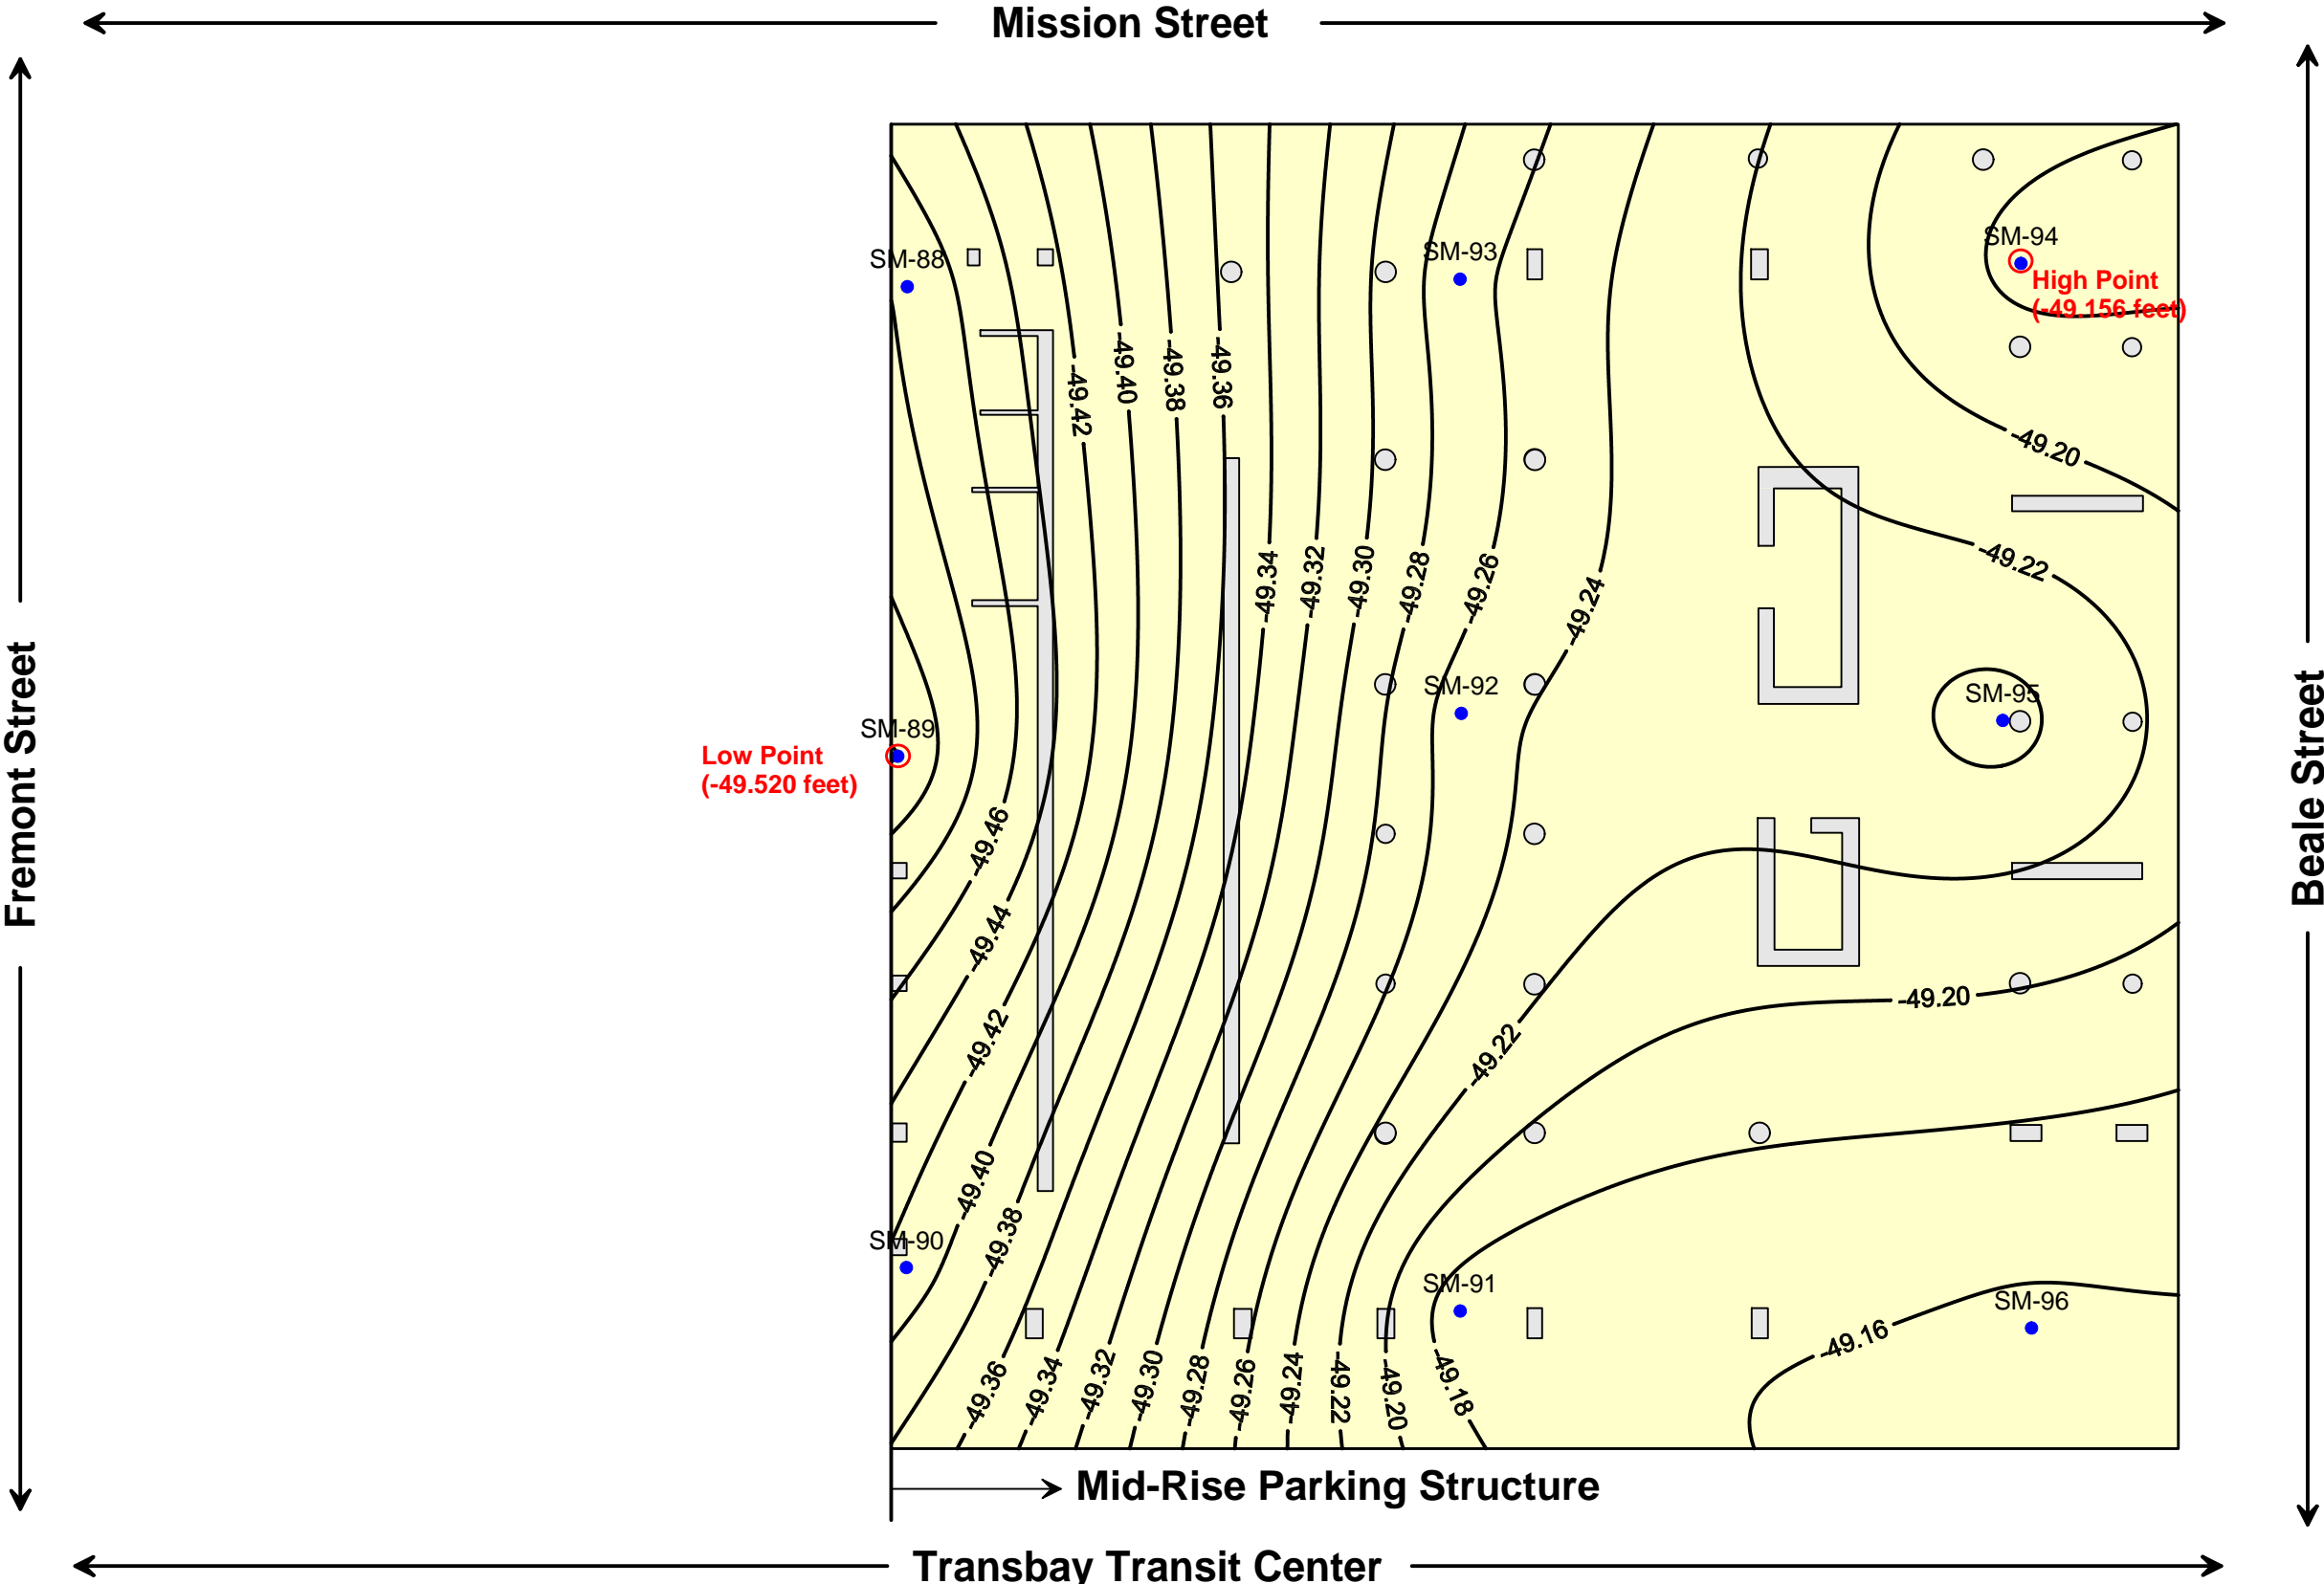 Mission Street
SM-88
SM-93
SM-94
High Point
(-49.156 feet)
-49.42
-49.40
-49.38
-49.36
-49.20
-49.34
-49.32
-49.30
-49.28
-49.26
-49.24
-49.22
Fremont Street
Beale Street
SM-89
SM-92
SM-95
Low Point
(-49.520 feet)
-49.46
-49.44
-49.42
-49.40
-49.38
-49.22
-49.20
SM-90
SM-91
SM-96
-49.16
-49.36
-49.34
-49.32
-49.30
-49.28
-49.26
-49.24
-49.22
-49.20
-49.18
Mid-Rise Parking Structure
Transbay Transit Center